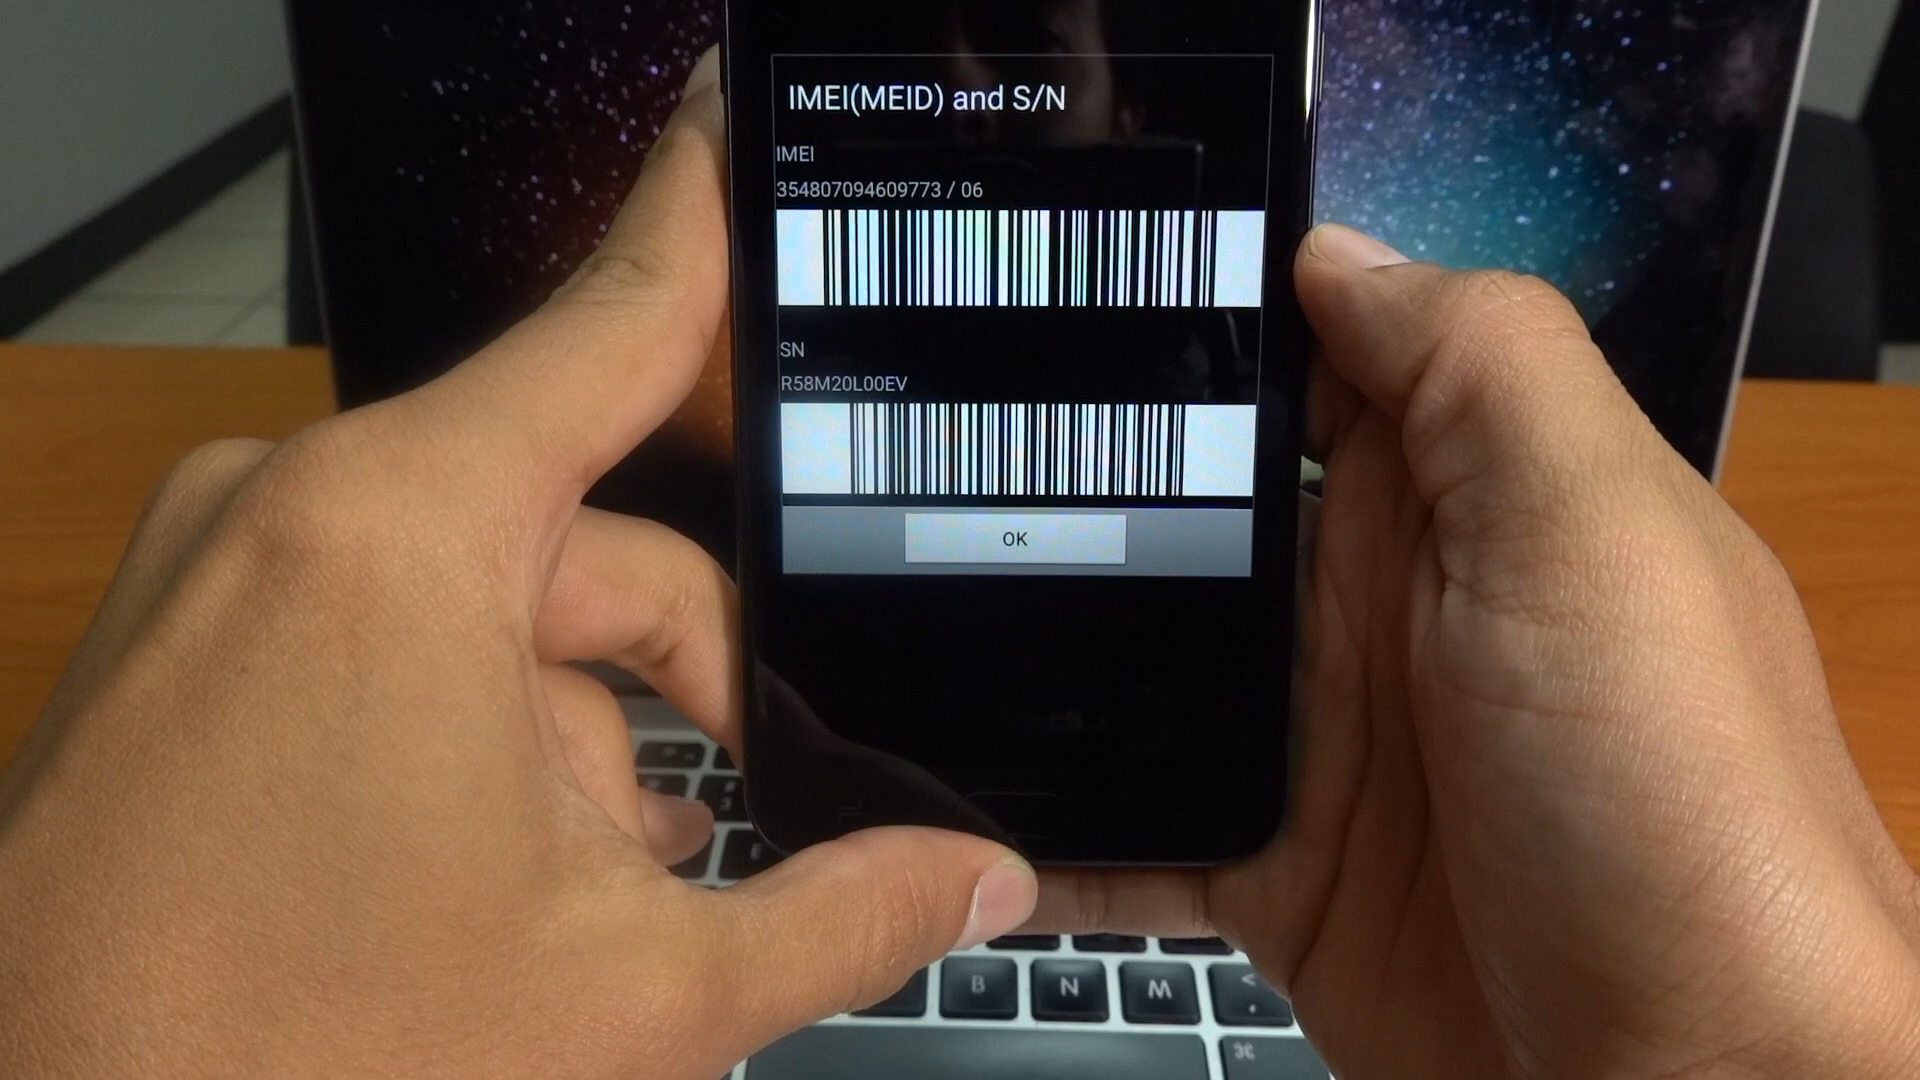 IMEI(MEID) and S/N
IMEI
354807094609773 / 06
SN
R58M20L00EV
OK
B N M <
,
⌘